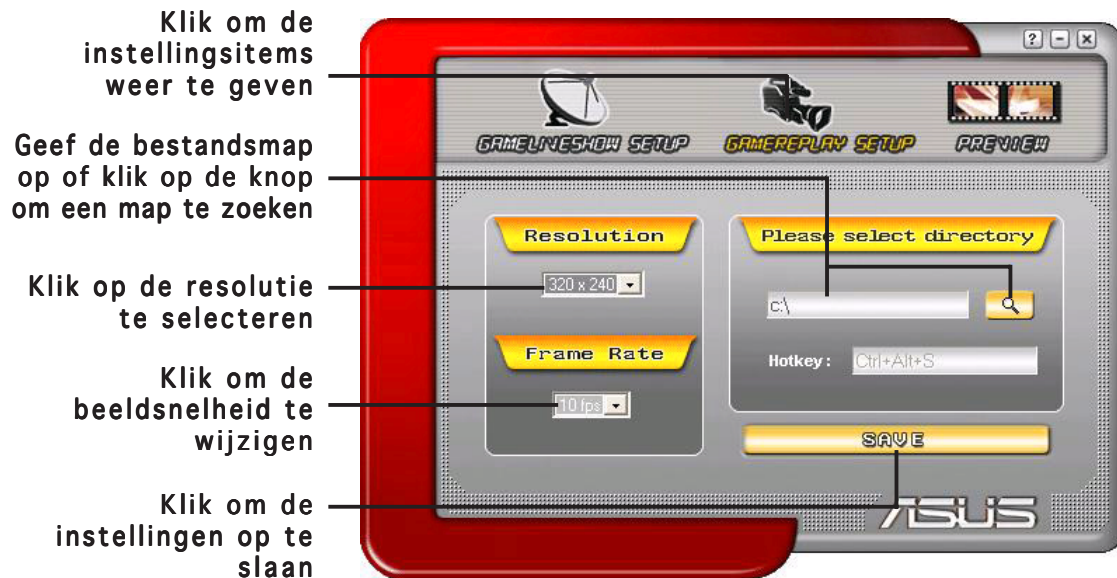 Klik om de
instellingsitems
weer te geven
Geef de bestandsmap
op of klik op de knop
om een map te zoeken
Klik op de resolutie
te selecteren
Klik om de
beeldsnelheid te
wijzigen
Klik om de
instellingen op te
slaan
GAMELIVESHOW SETUP
GAMEREPLAY SETUP
PREVIEW
Resolution
320 x 240
Frame Rate
10 fps
Please select directory
c:\
Hotkey:
Ctrl+Alt+S
SAVE
ASUS